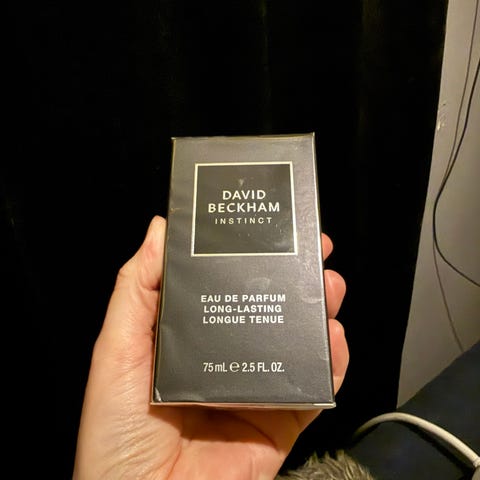 DAVID
BECKHAM
INSTINCT
EAU DE PARFUM
LONG-LASTING
LONGUE TENUE
75 mL ℮ 2.5 FL. OZ.